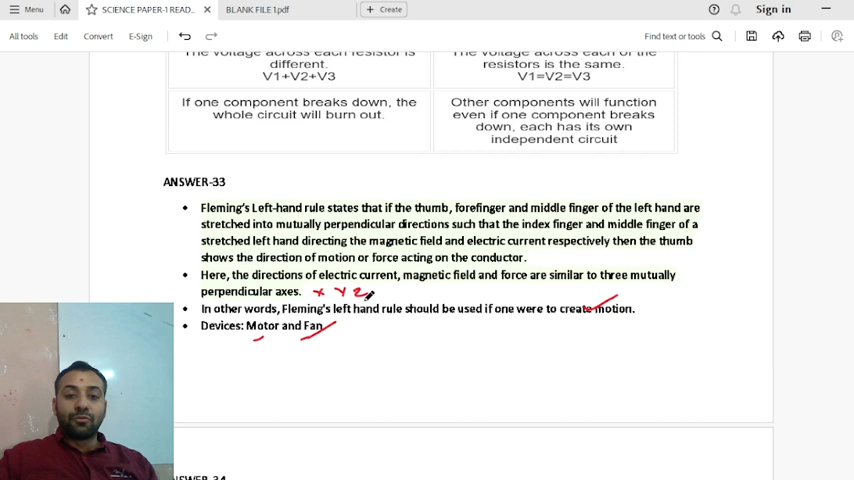 Menu
SCIENCE PAPER-1 READ...
BLANK FILE 1.pdf
Create
Sign in
All tools
Edit
Convert
E-Sign
Find text or tools
The voltage across each resistor is
different.
V1+V2+V3
The voltage across each of the
resistors is the same.
V1=V2=V3
If one component breaks down, the
whole circuit will burn out.
Other components will function
even if one component breaks
down, each has its own
independent circuit
ANSWER-33
• Fleming's Left-hand rule states that if the thumb, forefinger and middle finger of the left hand are
stretched into mutually perpendicular directions such that the index finger and middle finger of a
stretched left hand directing the magnetic field and electric current respectively then the thumb
shows the direction of motion or force acting on the conductor.
• Here, the directions of electric current, magnetic field and force are similar to three mutually
perpendicular axes. x y z
• In other words, Fleming's left hand rule should be used if one were to create motion.
• Devices: Motor and Fan
ANSWER-34